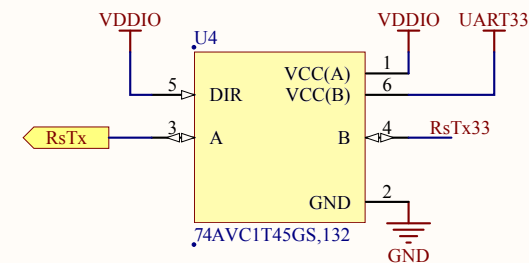 VDDIO
VDDIO
UART33
U4
1
VCC(A)
5
DIR
VCC(B)
6
RsTx
3
A
B
4
RsTx33
GND
2
74AVC1T45GS,132
GND